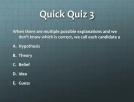 Quick Quiz 3
When there are multiple possible explanations and we
don't know which is correct, we call each candidate a
A. Hypothesis
B. Theory
C. Belief
D. Idea
E. Guess